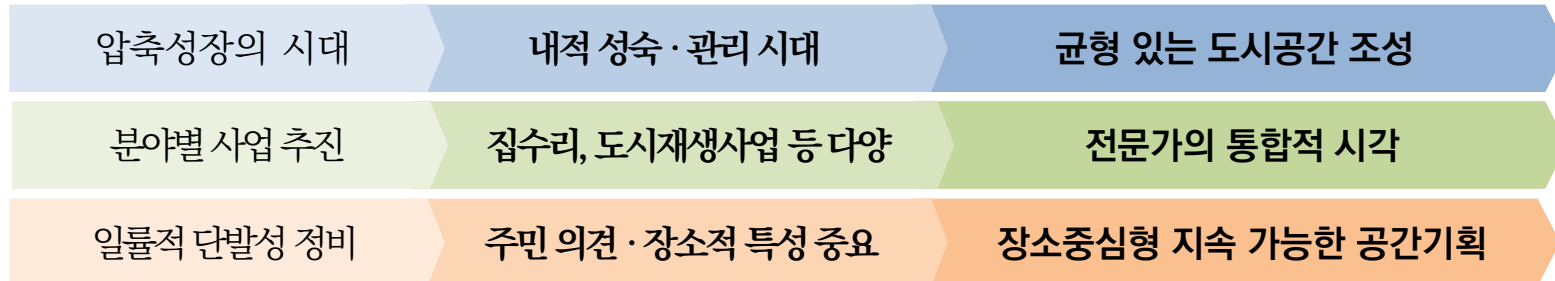 압축성장의 시대 내적 성숙 · 관리 시대 균형 있는 도시공간 조성
분야별 사업 추진 집수리, 도시재생사업 등 다양 전문가의 통합적 시각
일률적 단발성 정비 주민 의견 · 장소적 특성 중요 장소중심형 지속 가능한 공간기획